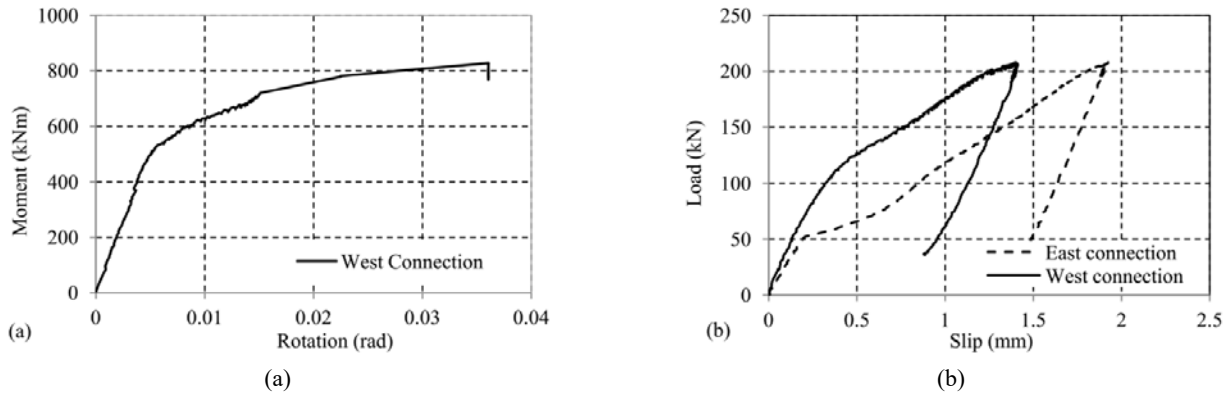 1000
800
600
400
200
0
Moment (kNm)
West Connection
0 0.01 0.02 0.03 0.04
(a) Rotation (rad)
(a)
250
200
150
100
50
0
Load (kN)
East connection
West connection
0 0.5 1 1.5 2 2.5
(b) Slip (mm)
(b)